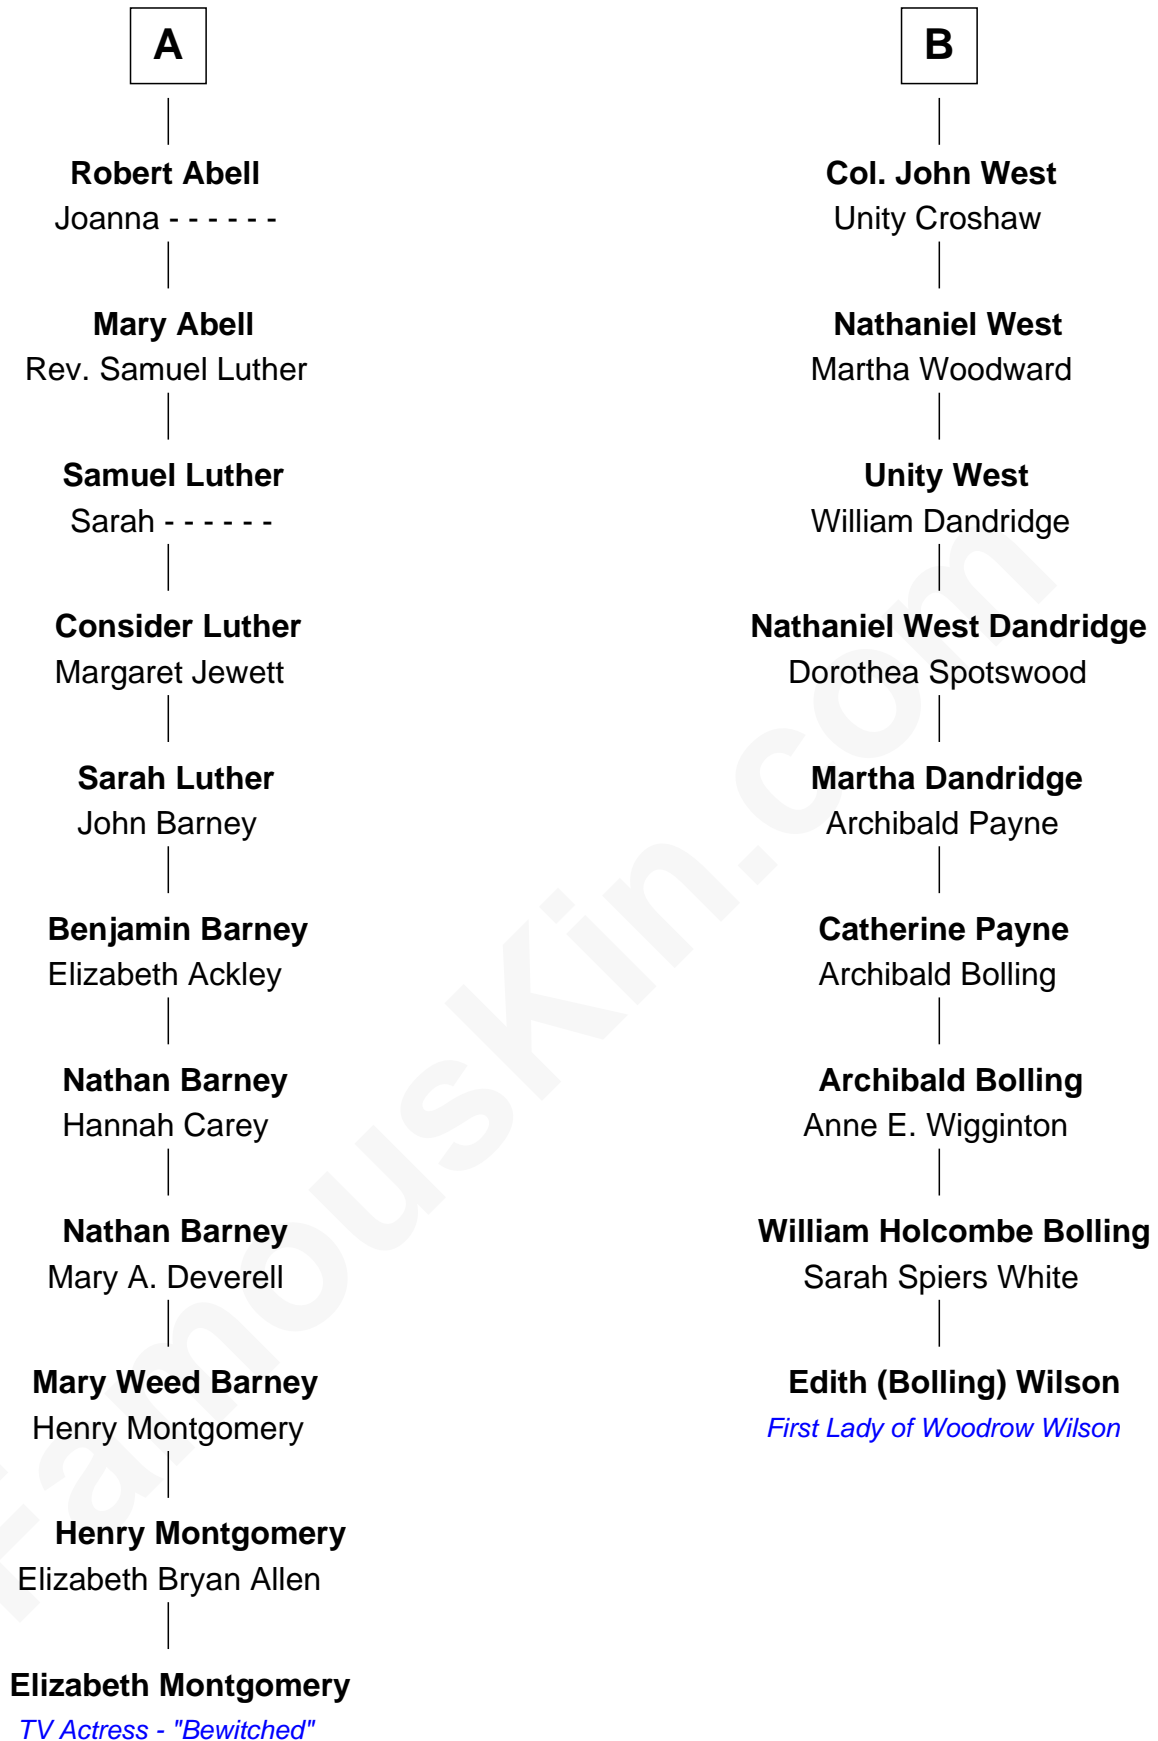 A
Robert Abell
Joanna - - - - - -
Mary Abell
Rev. Samuel Luther
Samuel Luther
Sarah - - - - - -
Consider Luther
Margaret Jewett
Sarah Luther
John Barney
Benjamin Barney
Elizabeth Ackley
Nathan Barney
Hannah Carey
Nathan Barney
Mary A. Deverell
Mary Weed Barney
Henry Montgomery
Henry Montgomery
Elizabeth Bryan Allen
Elizabeth Montgomery
TV Actress - "Bewitched"
B
Col. John West
Unity Croshaw
Nathaniel West
Martha Woodward
Unity West
William Dandridge
Nathaniel West Dandridge
Dorothea Spotswood
Martha Dandridge
Archibald Payne
Catherine Payne
Archibald Bolling
Archibald Bolling
Anne E. Wigginton
William Holcombe Bolling
Sarah Spiers White
Edith (Bolling) Wilson
First Lady of Woodrow Wilson
FamousKin.com